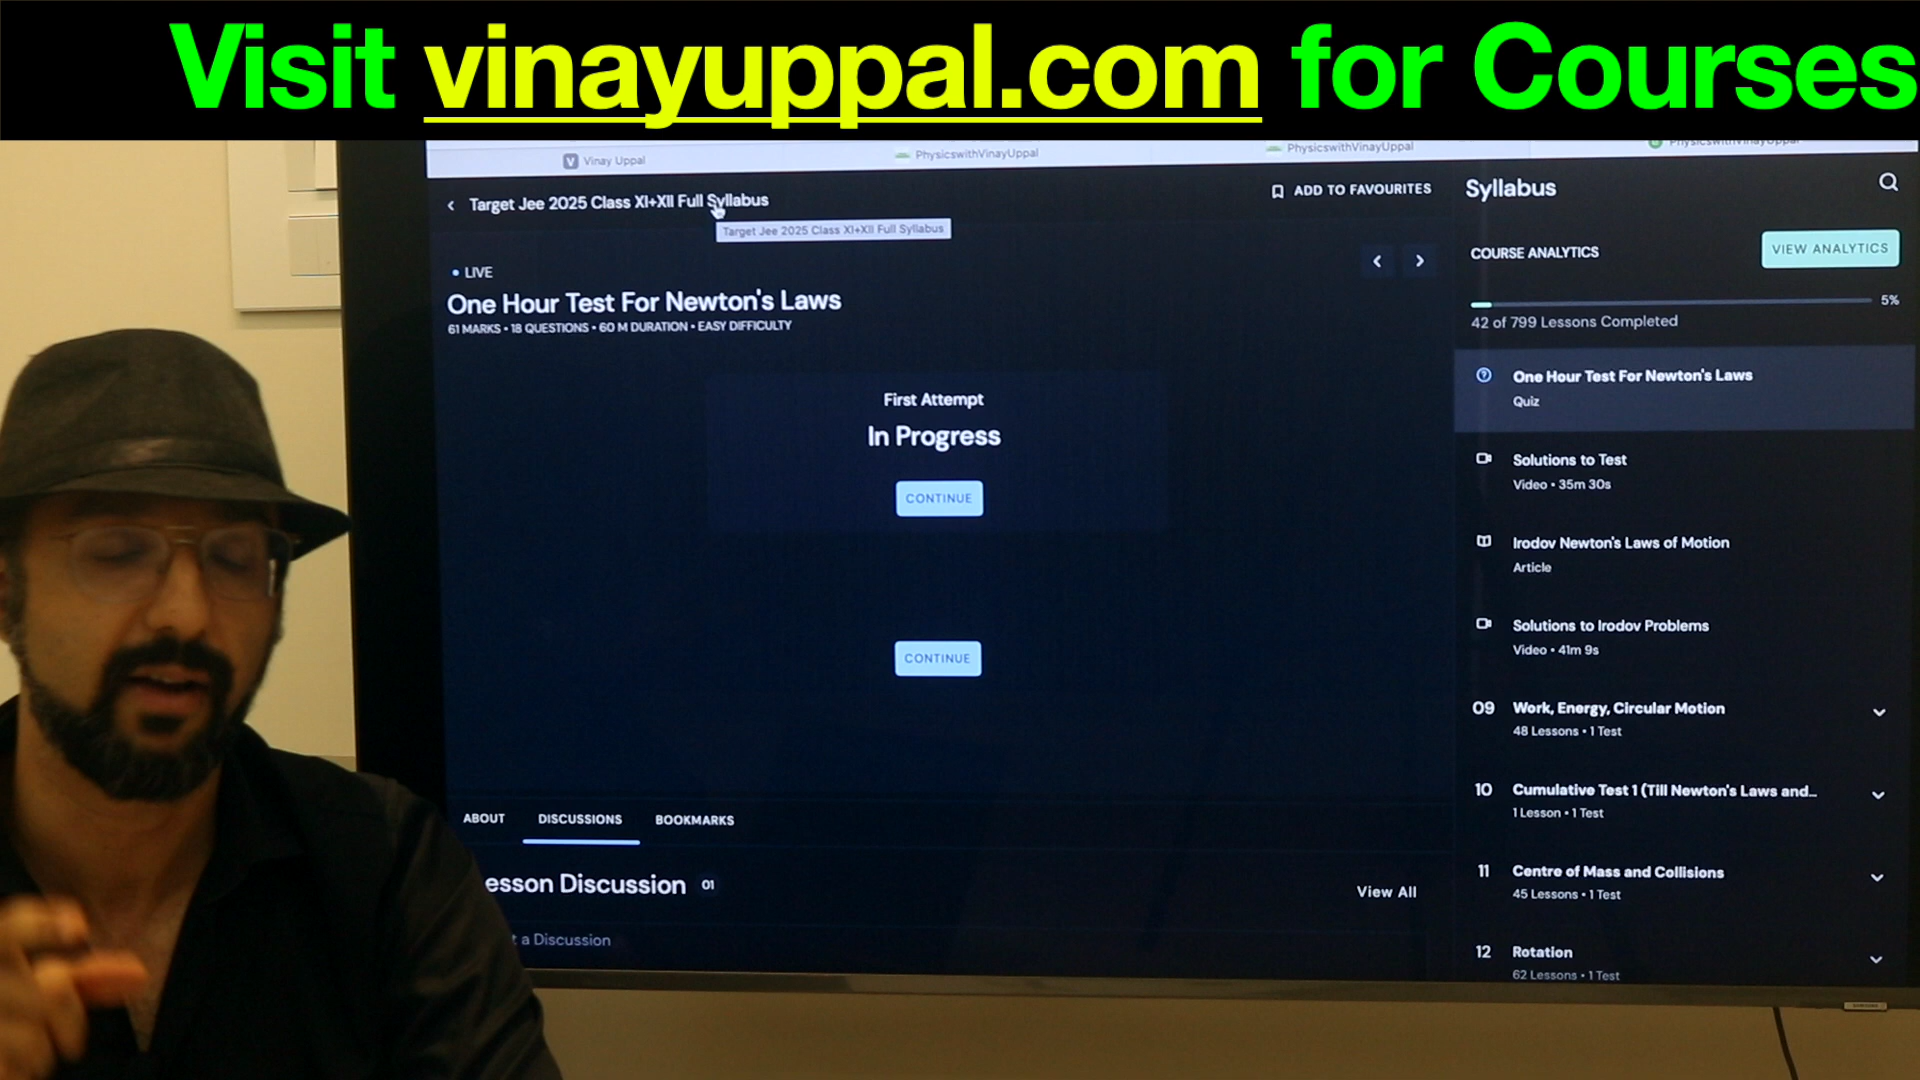 Visit vinayuppal.com for Courses
Vinay Uppal
PhysicswithVinayUppal
PhysicswithVinayUppal
PhysicswithVinayUppal
Target Jee 2025 Class XI+XII Full Syllabus
ADD TO FAVOURITES
Target Jee 2025 Class XI+XII Full Syllabus
• LIVE
One Hour Test For Newton's Laws
61 MARKS • 18 QUESTIONS • 60 M DURATION • EASY DIFFICULTY
First Attempt
In Progress
CONTINUE
CONTINUE
ABOUT
DISCUSSIONS
BOOKMARKS
esson Discussion 01
View All
t a Discussion
Syllabus
COURSE ANALYTICS
VIEW ANALYTICS
5%
42 of 799 Lessons Completed
One Hour Test For Newton's Laws
Quiz
Solutions to Test
Video • 35m 30s
Irodov Newton's Laws of Motion
Article
Solutions to Irodov Problems
Video • 41m 9s
09 Work, Energy, Circular Motion
48 Lessons • 1 Test
10 Cumulative Test 1 (Till Newton's Laws and...
1 Lesson • 1 Test
11 Centre of Mass and Collisions
45 Lessons • 1 Test
12 Rotation
62 Lessons • 1 Test
SAMSUNG